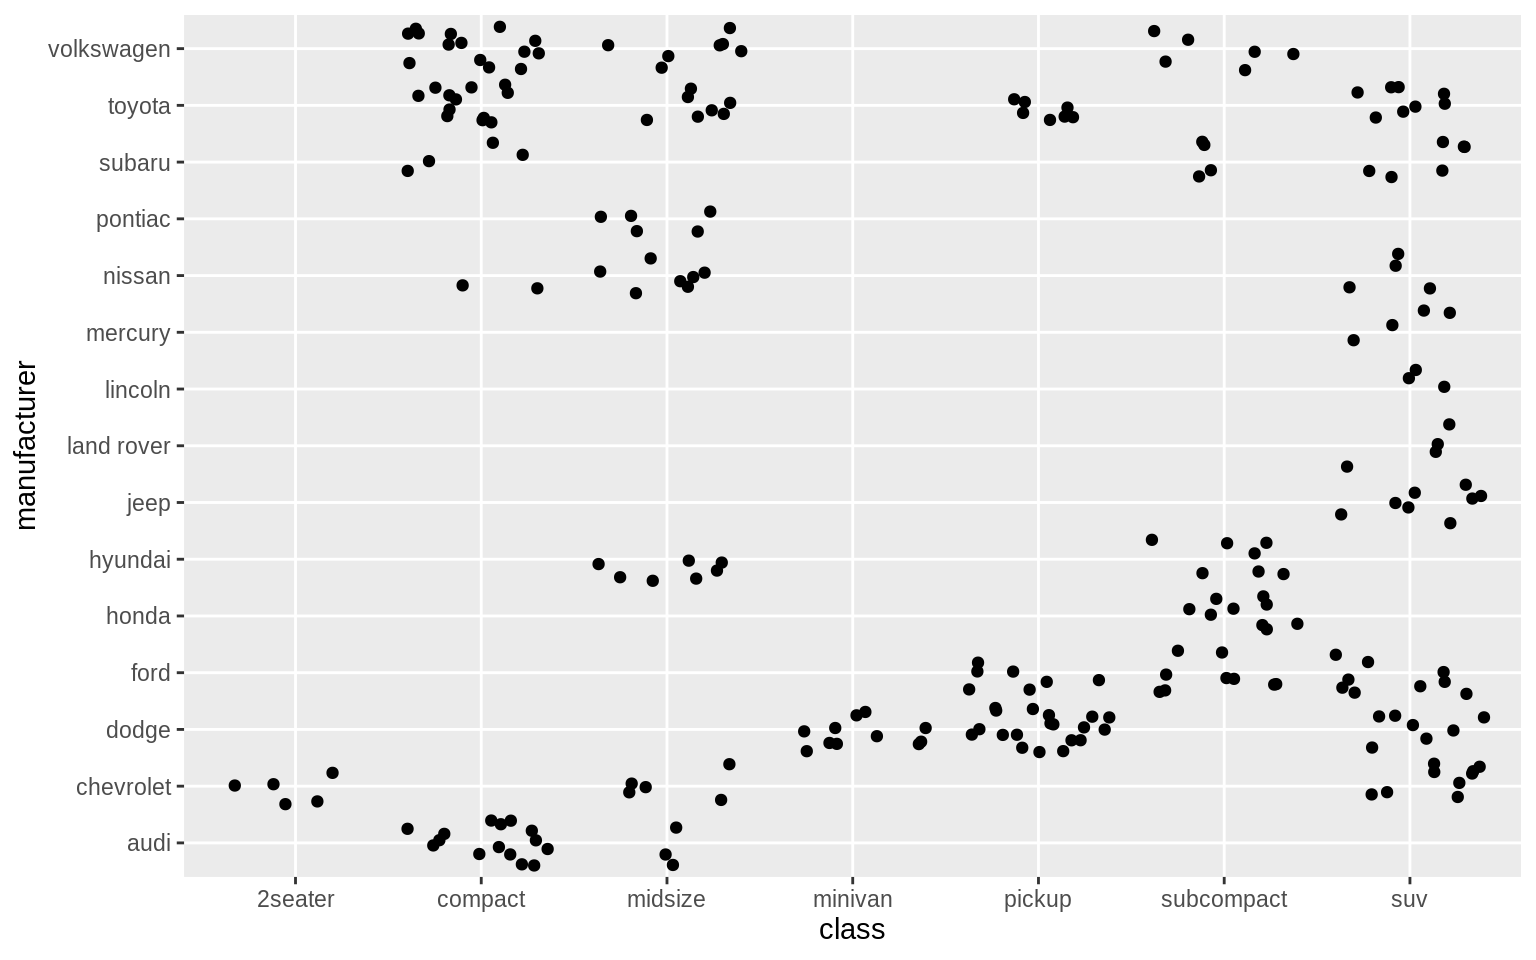 volkswagen
toyota
subaru
pontiac
nissan
mercury
lincoln
land rover
jeep
hyundai
honda
ford
dodge
chevrolet
audi
manufacturer
2seater compact midsize minivan pickup subcompact suv
class